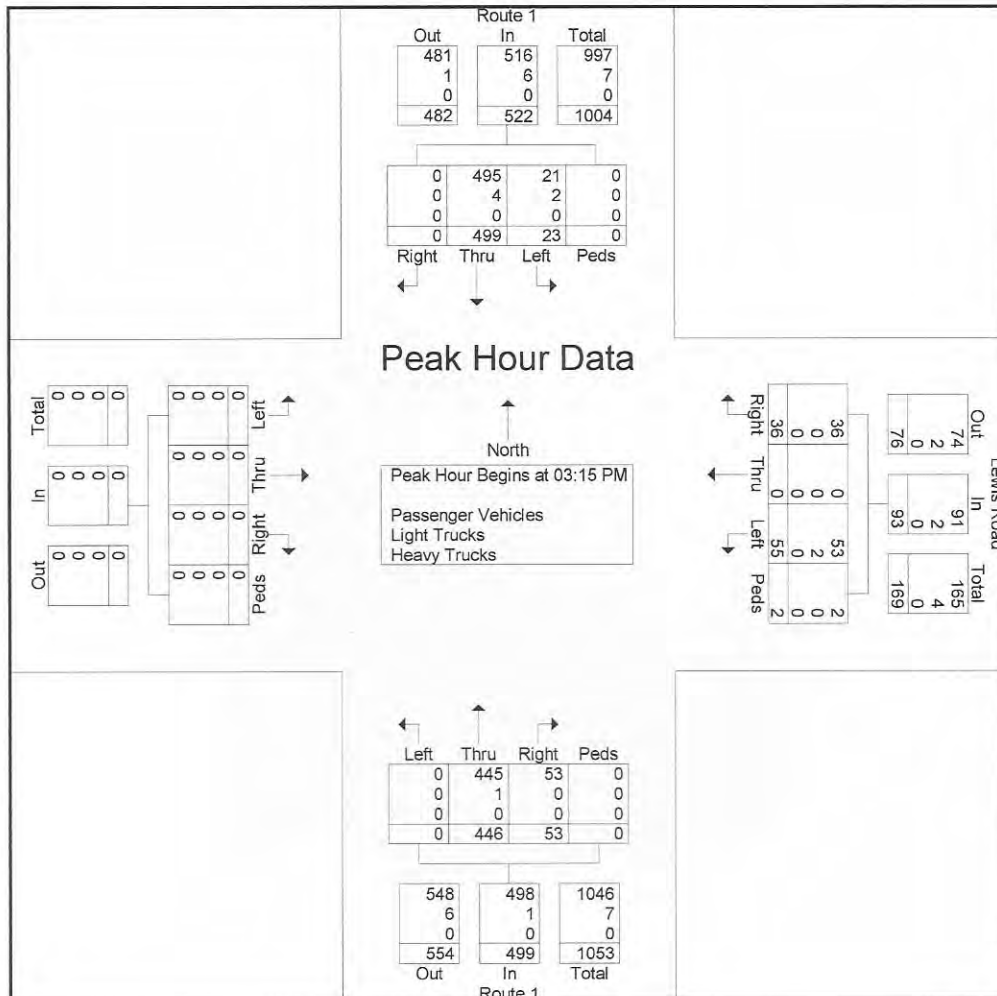 Route 1
Out In Total
481 516 997
1 6 7
0 0 0
482 522 1004
0 495 21 0
0 4 2 0
0 0 0 0
0 499 23 0
Right Thru Left Peds
Peak Hour Data
North
Peak Hour Begins at 03:15 PM
Passenger Vehicles
Light Trucks
Heavy Trucks
Total In Out
0 0 0
0 0 0
0 0 0
0 0 0
Left Thru Right Peds
0 0 0 0
0 0 0 0
0 0 0 0
0 0 0 0
Lewis Road
Out In Total
74 91 165
2 2 4
0 0 0
76 93 169
36 0 53 2
0 0 2 0
0 0 0 0
36 0 55 2
Right Thru Left Peds
Left Thru Right Peds
0 445 53 0
0 1 0 0
0 0 0 0
0 446 53 0
548 498 1046
6 1 7
0 0 0
554 499 1053
Out In Total
Route 1